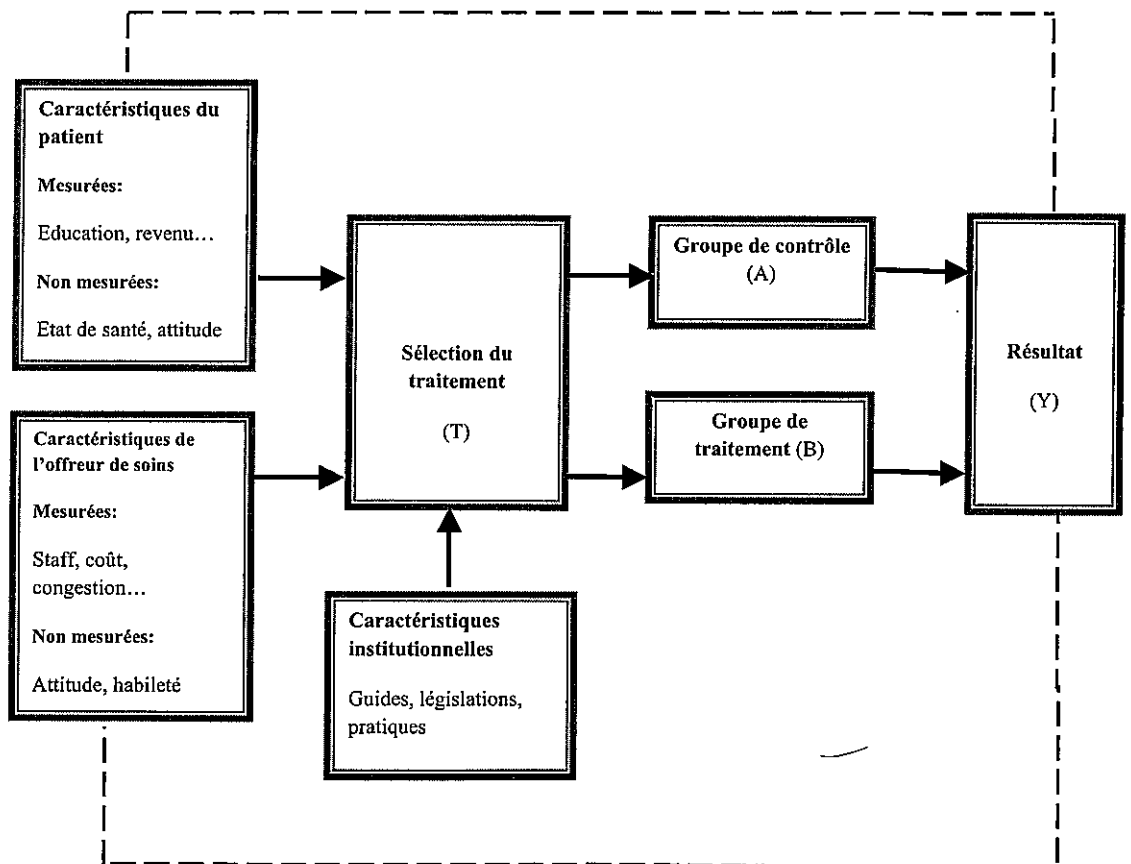 Caractéristiques du
patient
Mesurées:
Education, revenu…
Non mesurées:
Etat de santé, attitude
Caractéristiques de
l'offreur de soins
Mesurées:
Staff, coût,
congestion…
Non mesurées:
Attitude, habileté
Sélection du
traitement
(T)
Caractéristiques
institutionnelles
Guides, législations,
pratiques
Groupe de contrôle
(A)
Groupe de
traitement (B)
Résultat
(Y)